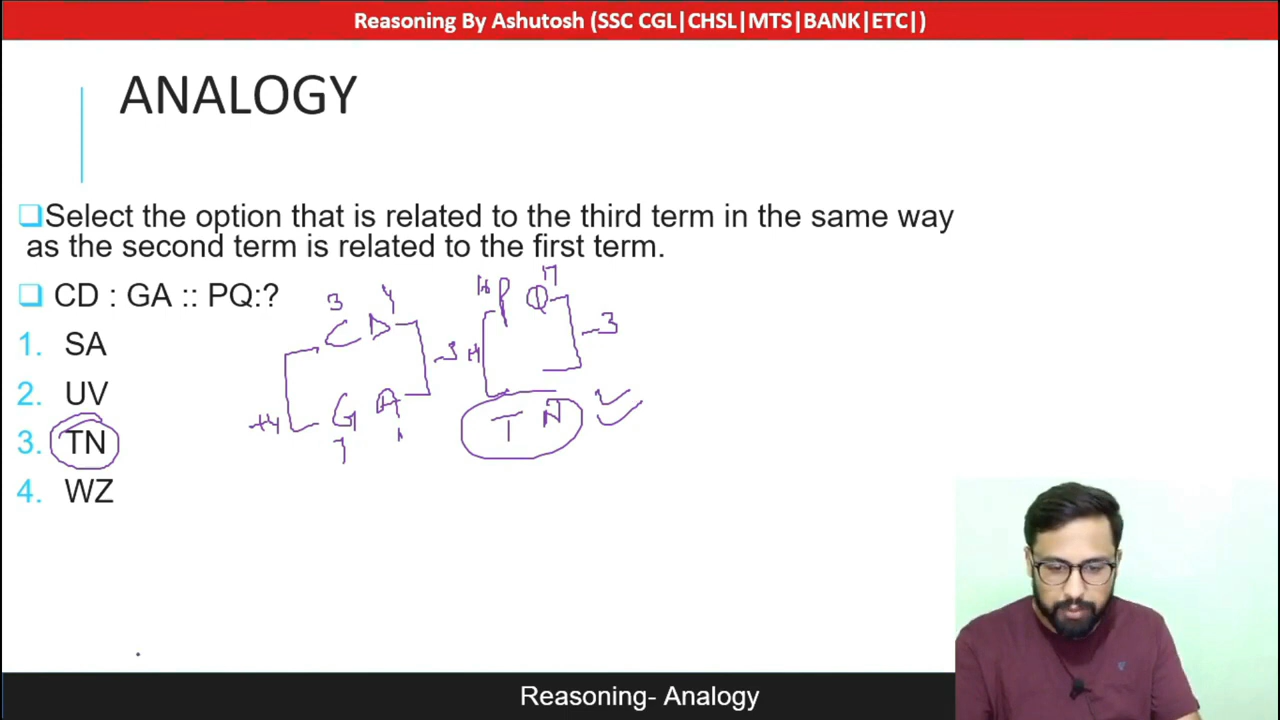 Reasoning By Ashutosh (SSC CGL|CHSL|MTS|BANK|ETC|)
ANALOGY
❑Select the option that is related to the third term in the same way
as the second term is related to the first term.
❑ CD : GA :: PQ:?
1. SA
2. UV
3. TN
4. WZ
3 4
C D
-3
+4
G A
7 1
16 17
P Q
-3
+4
T N
Reasoning- Analogy